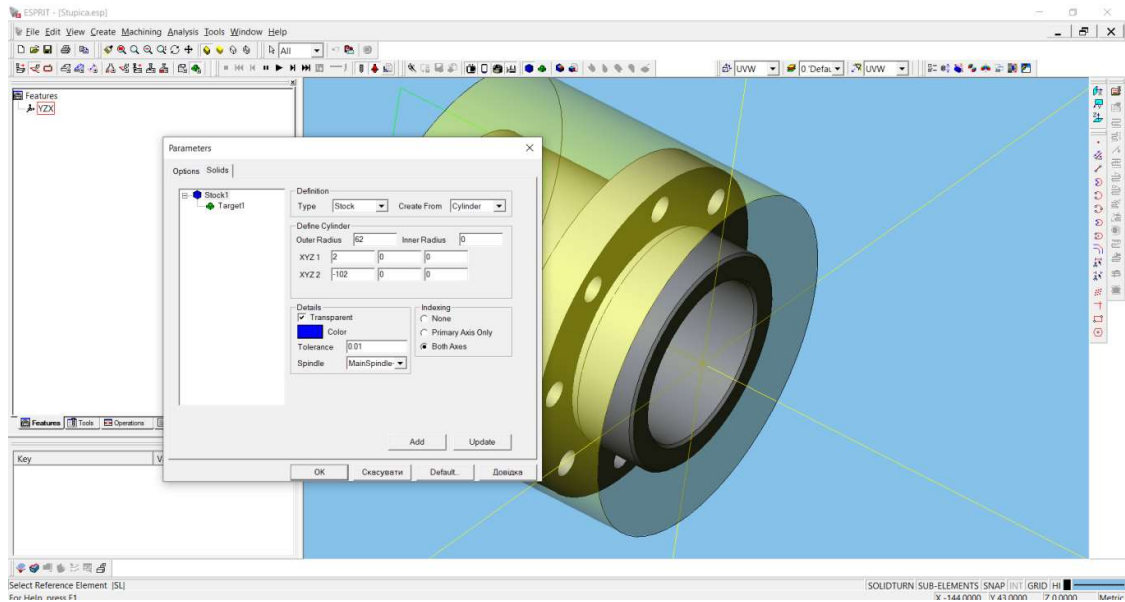 ESPRIT - [Stupica.esp]
File Edit View Create Machining Analysis Tools Window Help
All
UVW 0 'Defau UVW
Features
YZX
Parameters
Options Solids
Stock1
Target1
Definition
Type Stock Create From Cylinder
Define Cylinder
Outer Radius 62 Inner Radius 0
XYZ 1 2 0 0
XYZ 2 -102 0 0
Details
Transparent
Color
Tolerance 0.01
Spindle MainSpindle-
Indexing
None
Primary Axis Only
Both Axes
Add Update
OK Скасувати Default... Довідка
Features Tools Operations
Key V
Select Reference Element |SL|
SOLIDTURN SUB-ELEMENTS SNAP INT GRID HI
For Help, press F1
X -144.0000 Y 43.0000 Z 0.0000 Metric